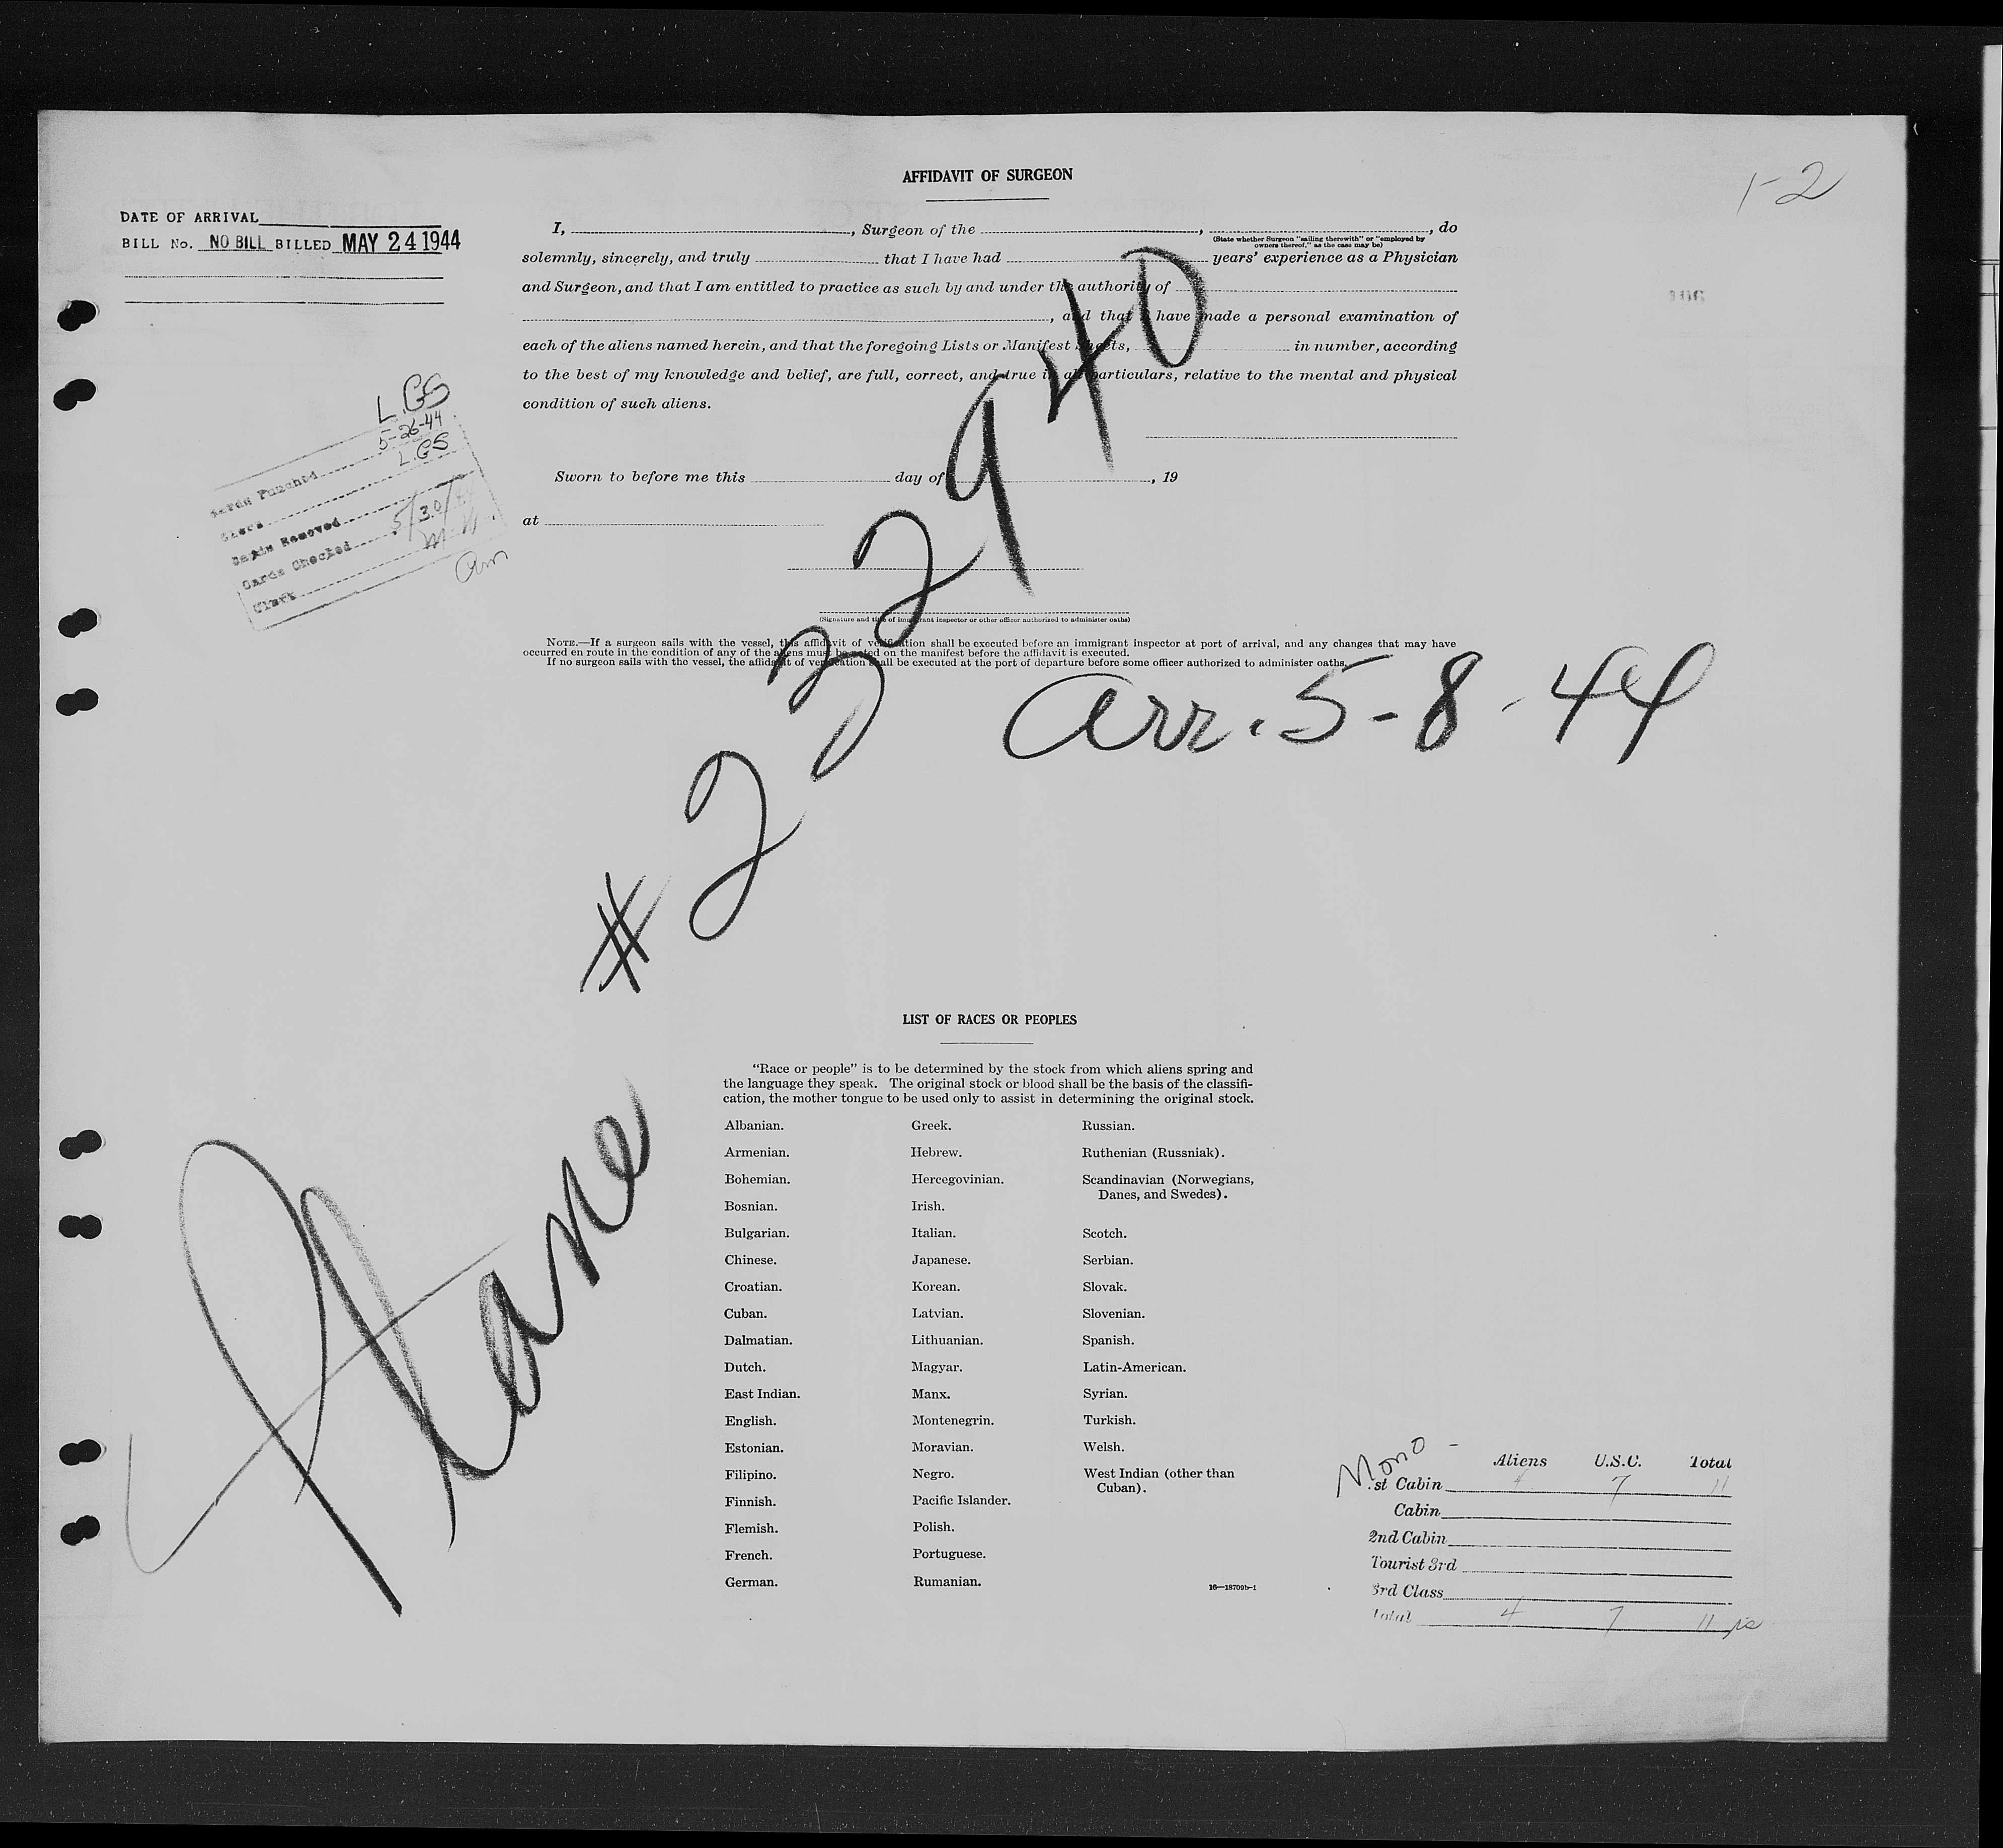 AFFIDAVIT OF SURGEON
1-2
DATE OF ARRIVAL
BILL No. NO BILL BILLED MAY 24 1944
I, , Surgeon of the , , do
(State whether Surgeon "sailing therewith" or "employed by
owners thereof," as the case may be)
solemnly, sincerely, and truly that I have had years' experience as a Physician
and Surgeon, and that I am entitled to practice as such by and under the authority of
, and that I have made a personal examination of
each of the aliens named herein, and that the foregoing Lists or Manifest Sheets, in number, according
to the best of my knowledge and belief, are full, correct, and true in all particulars, relative to the mental and physical
condition of such aliens.
L.GS
5-26-44
Cards Punched L.GS
Clerk
Cards Removed 5/30/44
Cards Checked
Clerk
Sworn to before me this day of , 19
at
(Signature and title of immigrant inspector or other officer authorized to administer oaths)
NOTE.—If a surgeon sails with the vessel, this affidavit of verification shall be executed before an immigrant inspector at port of arrival, and any changes that may have
occurred en route in the condition of any of the aliens must be noted on the manifest before the affidavit is executed.
If no surgeon sails with the vessel, the affidavit of verification shall be executed at the port of departure before some officer authorized to administer oaths.
#232940
arr. 5-8-44
Plane
LIST OF RACES OR PEOPLES
"Race or people" is to be determined by the stock from which aliens spring and
the language they speak. The original stock or blood shall be the basis of the classifi-
cation, the mother tongue to be used only to assist in determining the original stock.
Albanian. Greek. Russian.
Armenian. Hebrew. Ruthenian (Russniak).
Bohemian. Hercegovinian. Scandinavian (Norwegians,
Danes, and Swedes).
Bosnian. Irish.
Bulgarian. Italian. Scotch.
Chinese. Japanese. Serbian.
Croatian. Korean. Slovak.
Cuban. Latvian. Slovenian.
Dalmatian. Lithuanian. Spanish.
Dutch. Magyar. Latin-American.
East Indian. Manx. Syrian.
English. Montenegrin. Turkish.
Estonian. Moravian. Welsh.
Filipino. Negro. West Indian (other than
Cuban).
Finnish. Pacific Islander.
Flemish. Polish.
French. Portuguese.
German. Rumanian.
16—18709b-1
Mono -
Aliens U.S.C. Total
1st Cabin 4 7 11
Cabin
2nd Cabin
Tourist 3rd
3rd Class
Total 4 7 11